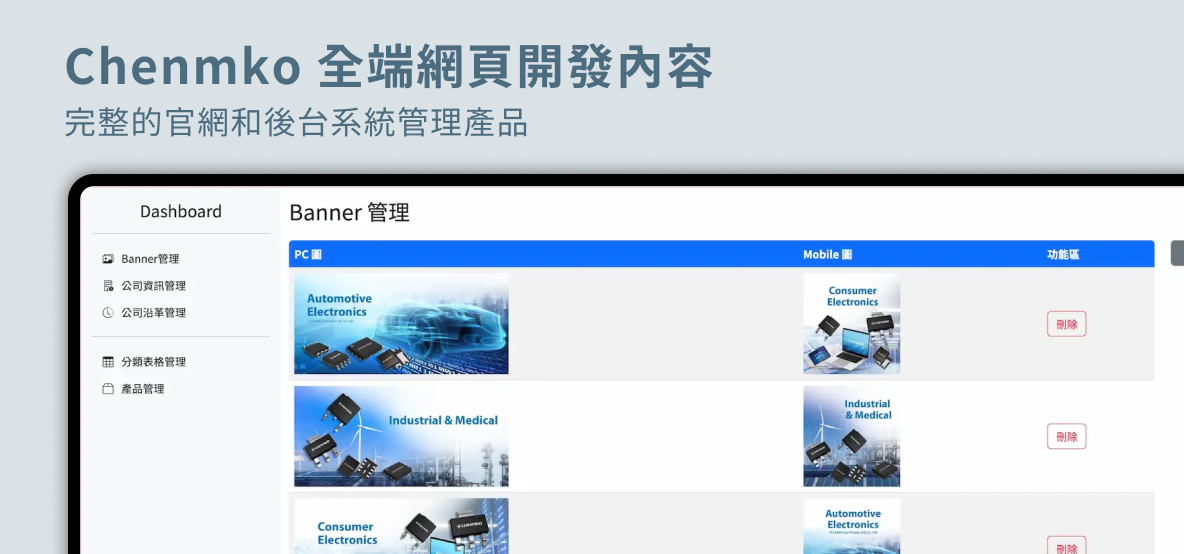 Chenmko 全端網頁開發內容
完整的官網和後台系統管理產品
Dashboard
Banner管理
公司資訊管理
公司沿革管理
分類表格管理
產品管理
Banner 管理
PC 圖
Mobile 圖
功能區
Automotive
Electronics
Consumer
Electronics
刪除
Industrial & Medical
Industrial
& Medical
刪除
Consumer
Electronics
Automotive
Electronics
刪除